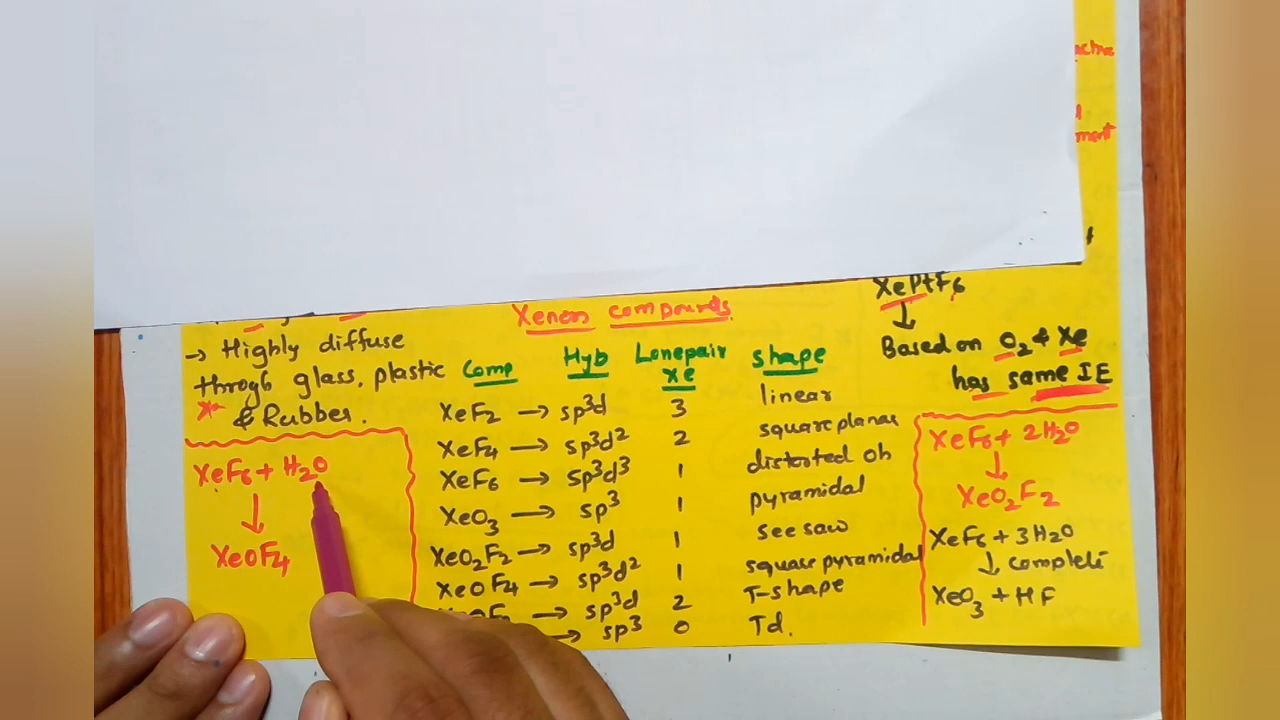 XePtF6
Based on O2 & Xe
has same IE
→ Highly diffuse
throgb glass, plastic
& Rubber.
XeF6 + H2O
↓
XeOF4
Xenon compounds
Comp Hyb Lonepair Xe shape
XeF2 → sp3d 3 linear
XeF4 → sp3d2 2 square planar
XeF6 → sp3d3 1 distorted oh
XeO3 → sp3 1 pyramidal
XeO2F2 → sp3d 1 see saw
XeOF4 → sp3d2 1 square pyramidal
→ sp3d 2 T-shape
→ sp3 0 Td.
XeF6 + 2H2O
↓
XeO2F2
XeF6 + 3H2O
↓ complete
XeO3 + HF